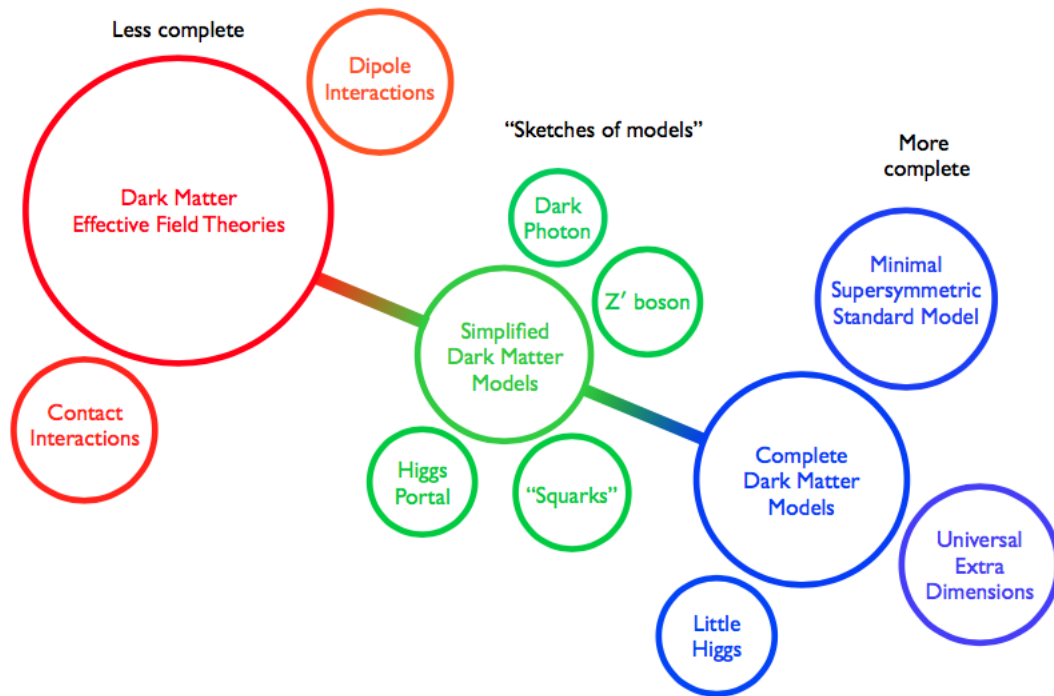 Less complete
Dipole
Interactions
“Sketches of models”
More
complete
Dark Matter
Effective Field Theories
Dark
Photon
Minimal
Supersymmetric
Standard Model
Z′ boson
Simplified
Dark Matter
Models
Contact
Interactions
Higgs
Portal
“Squarks”
Complete
Dark Matter
Models
Universal
Extra
Dimensions
Little
Higgs